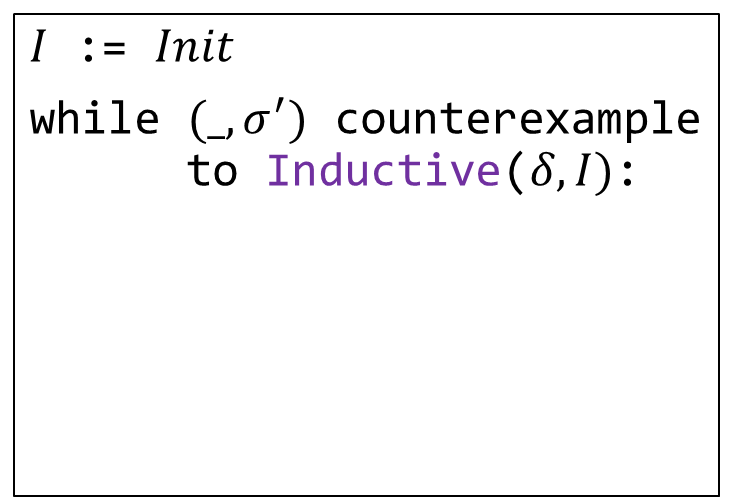 I := Init
while (_, σ′) counterexample
to Inductive(δ, I):